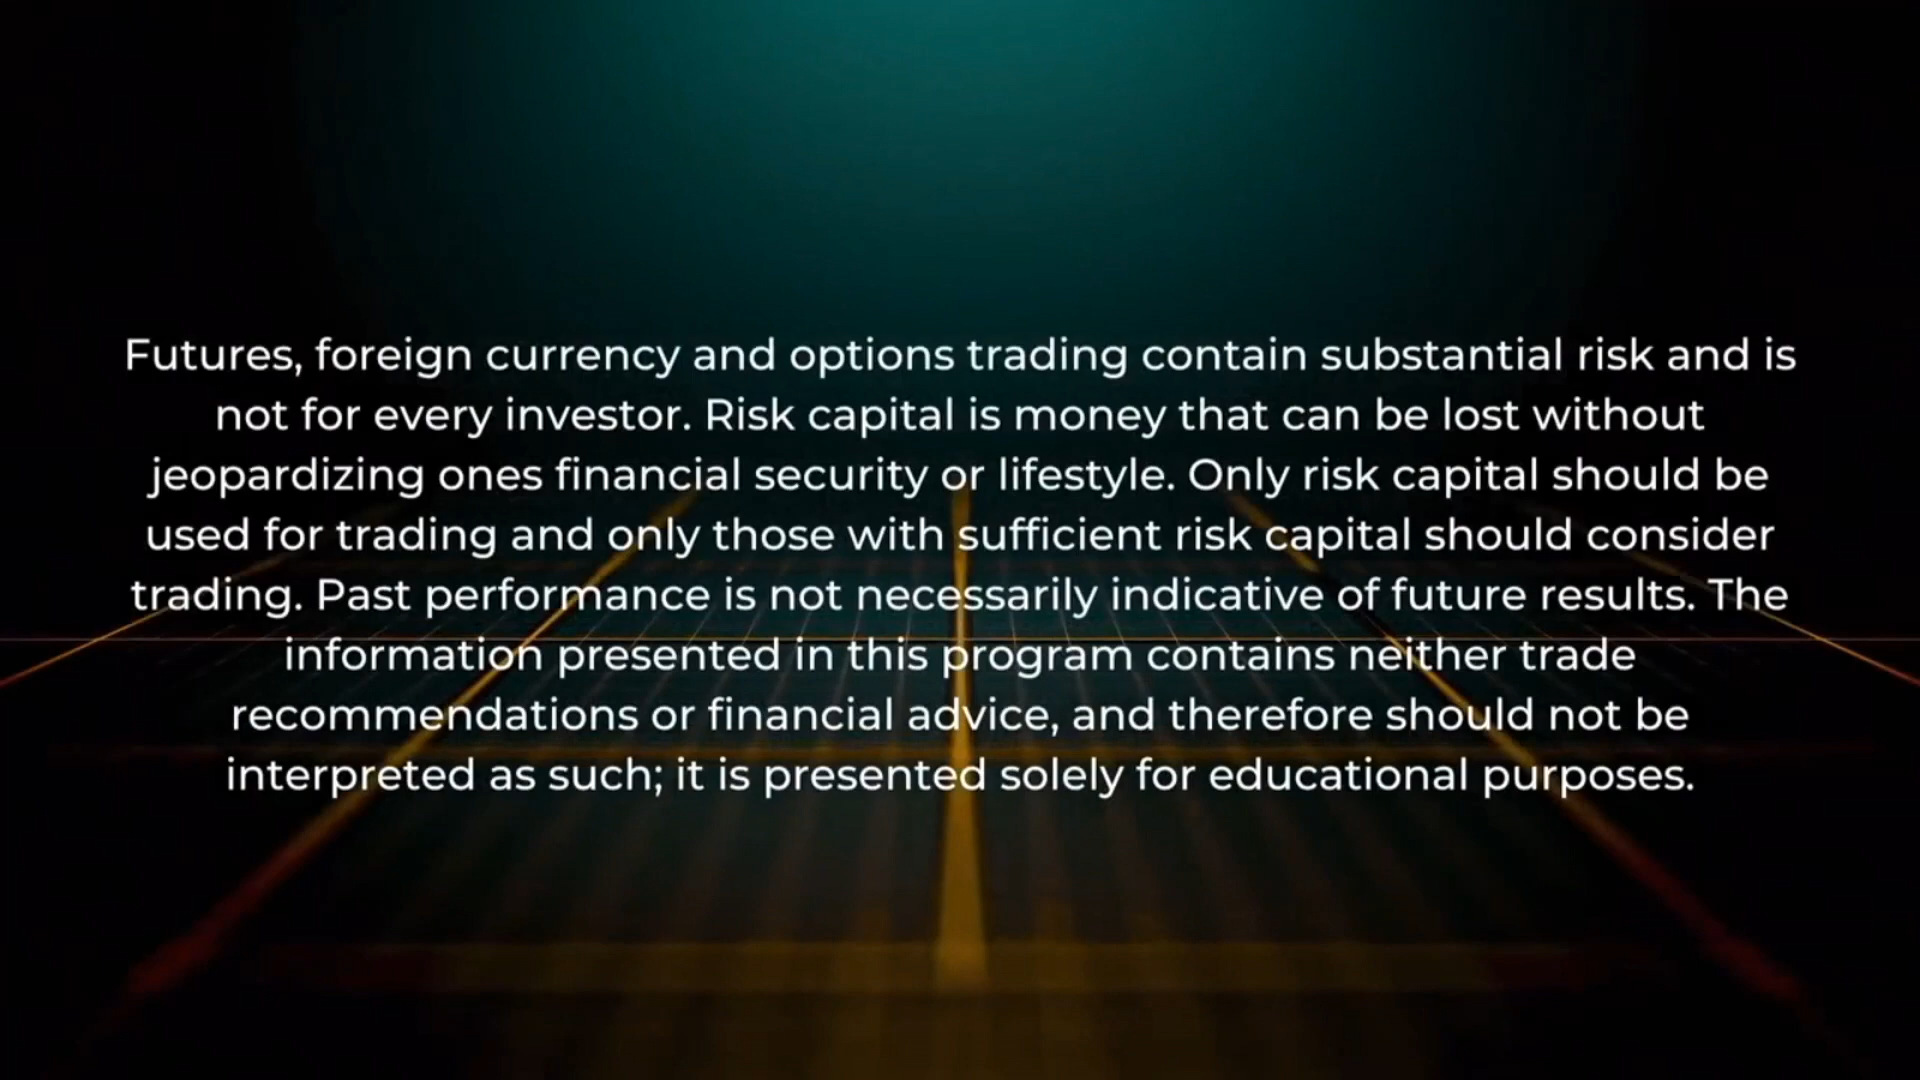 Futures, foreign currency and options trading contain substantial risk and is
not for every investor. Risk capital is money that can be lost without
jeopardizing ones financial security or lifestyle. Only risk capital should be
used for trading and only those with sufficient risk capital should consider
trading. Past performance is not necessarily indicative of future results. The
information presented in this program contains neither trade
recommendations or financial advice, and therefore should not be
interpreted as such; it is presented solely for educational purposes.